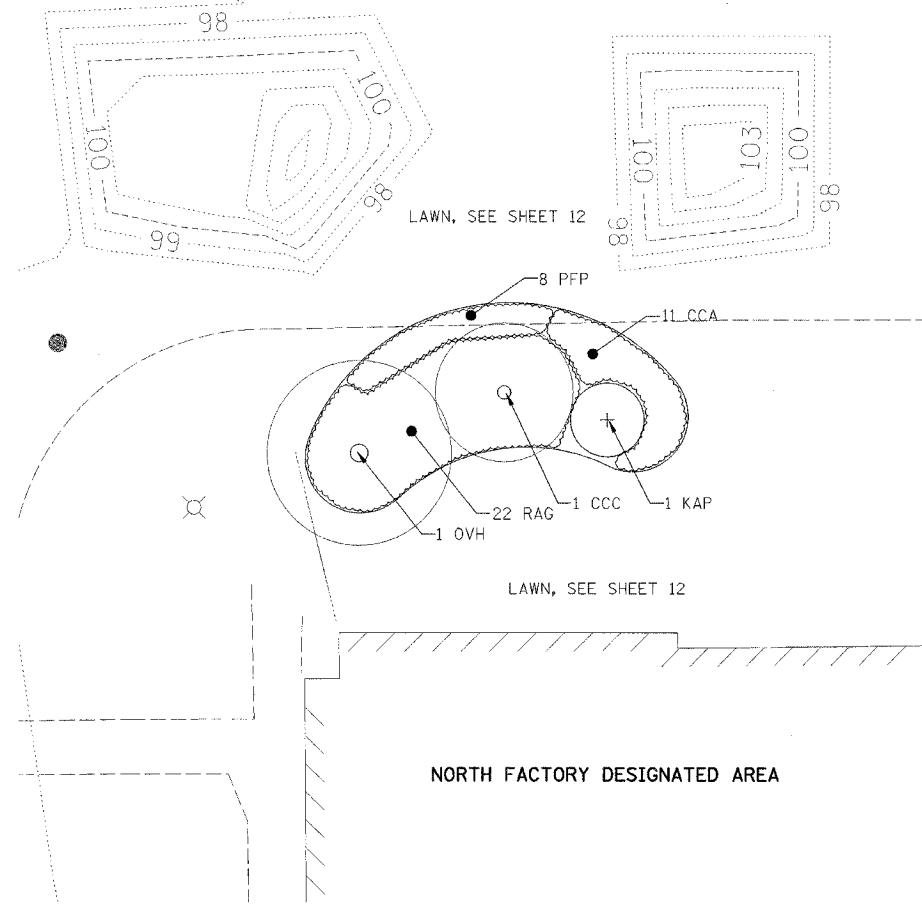 98
100
100
99
98
103
100
100
98
98
LAWN, SEE SHEET 12
8 PFP
11 CCA
22 RAG
1 CCC
1 KAP
1 OVH
LAWN, SEE SHEET 12
NORTH FACTORY DESIGNATED AREA